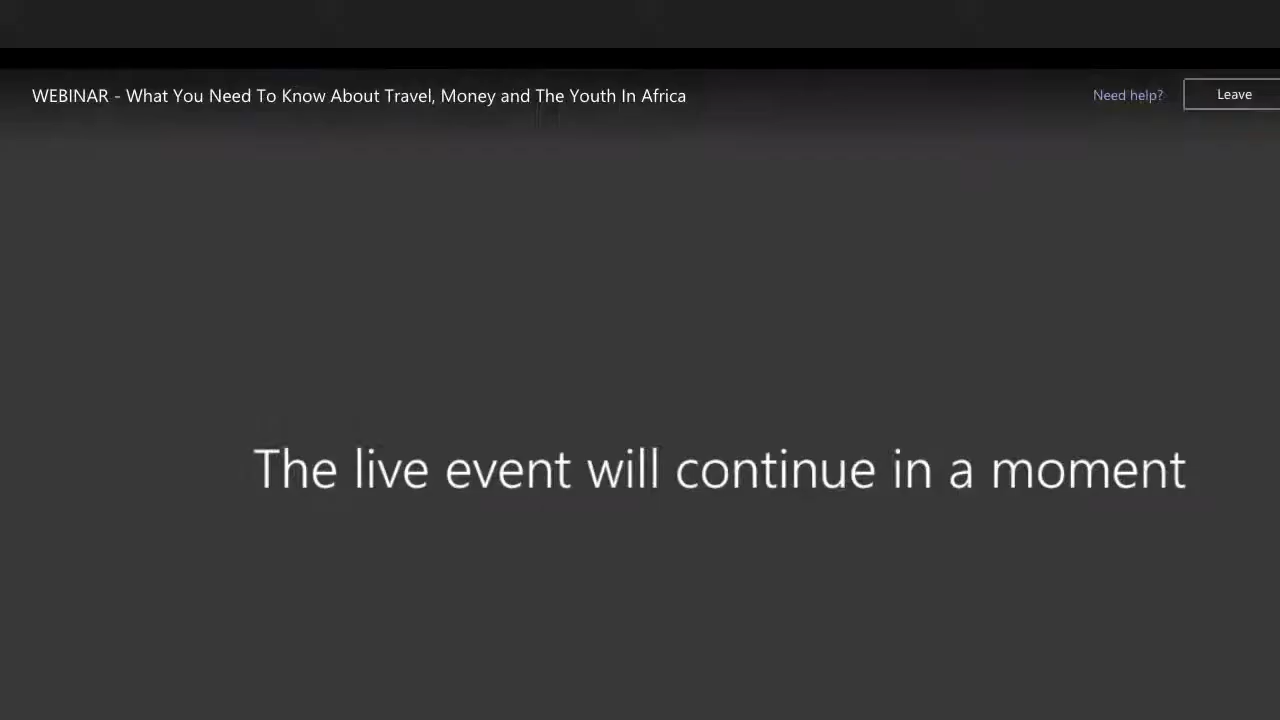 WEBINAR - What You Need To Know About Travel, Money and The Youth In Africa
Need help?
Leave
The live event will continue in a moment